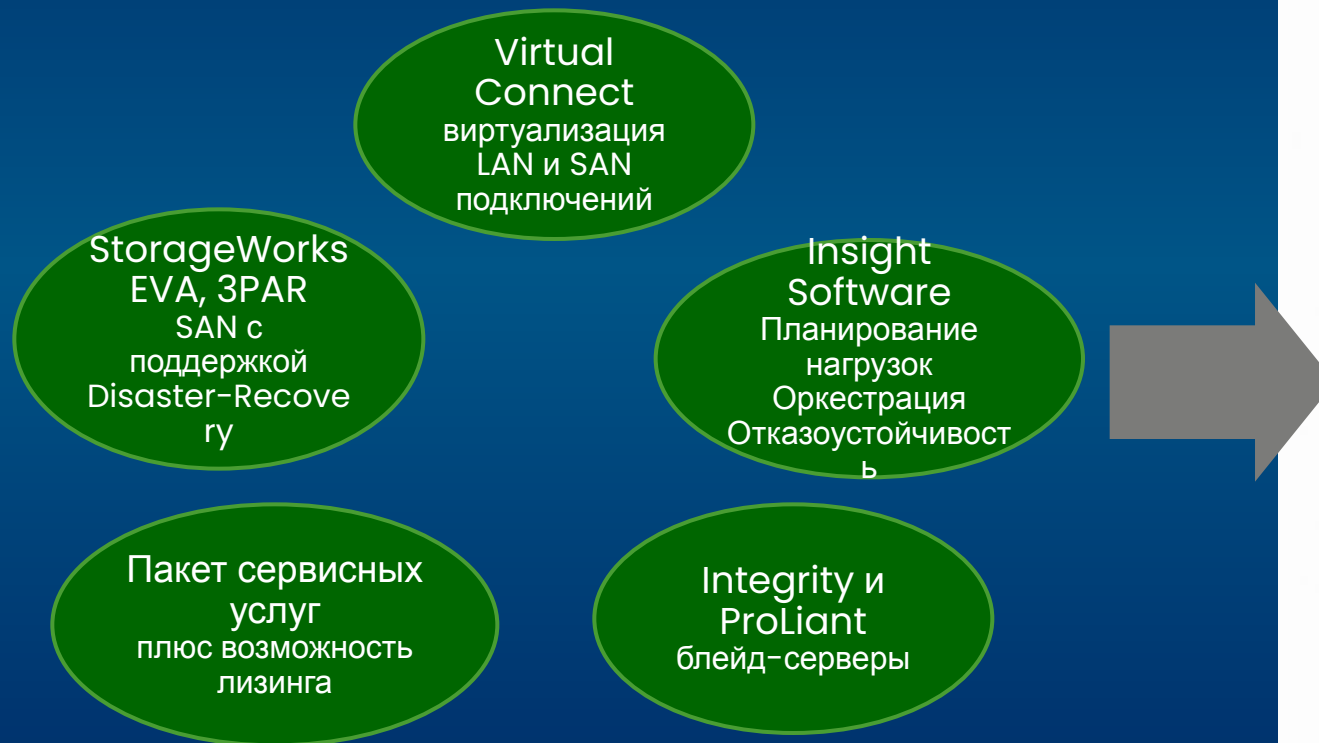 Virtual
Connect
виртуализация
LAN и SAN
подключений
StorageWorks
EVA, 3PAR
SAN с
поддержкой
Disaster-Recove
ry
Insight
Software
Планирование
нагрузок
Оркестрация
Отказоустойчивост
ь
Пакет сервисных
услуг
плюс возможность
лизинга
Integrity и
ProLiant
блейд-серверы